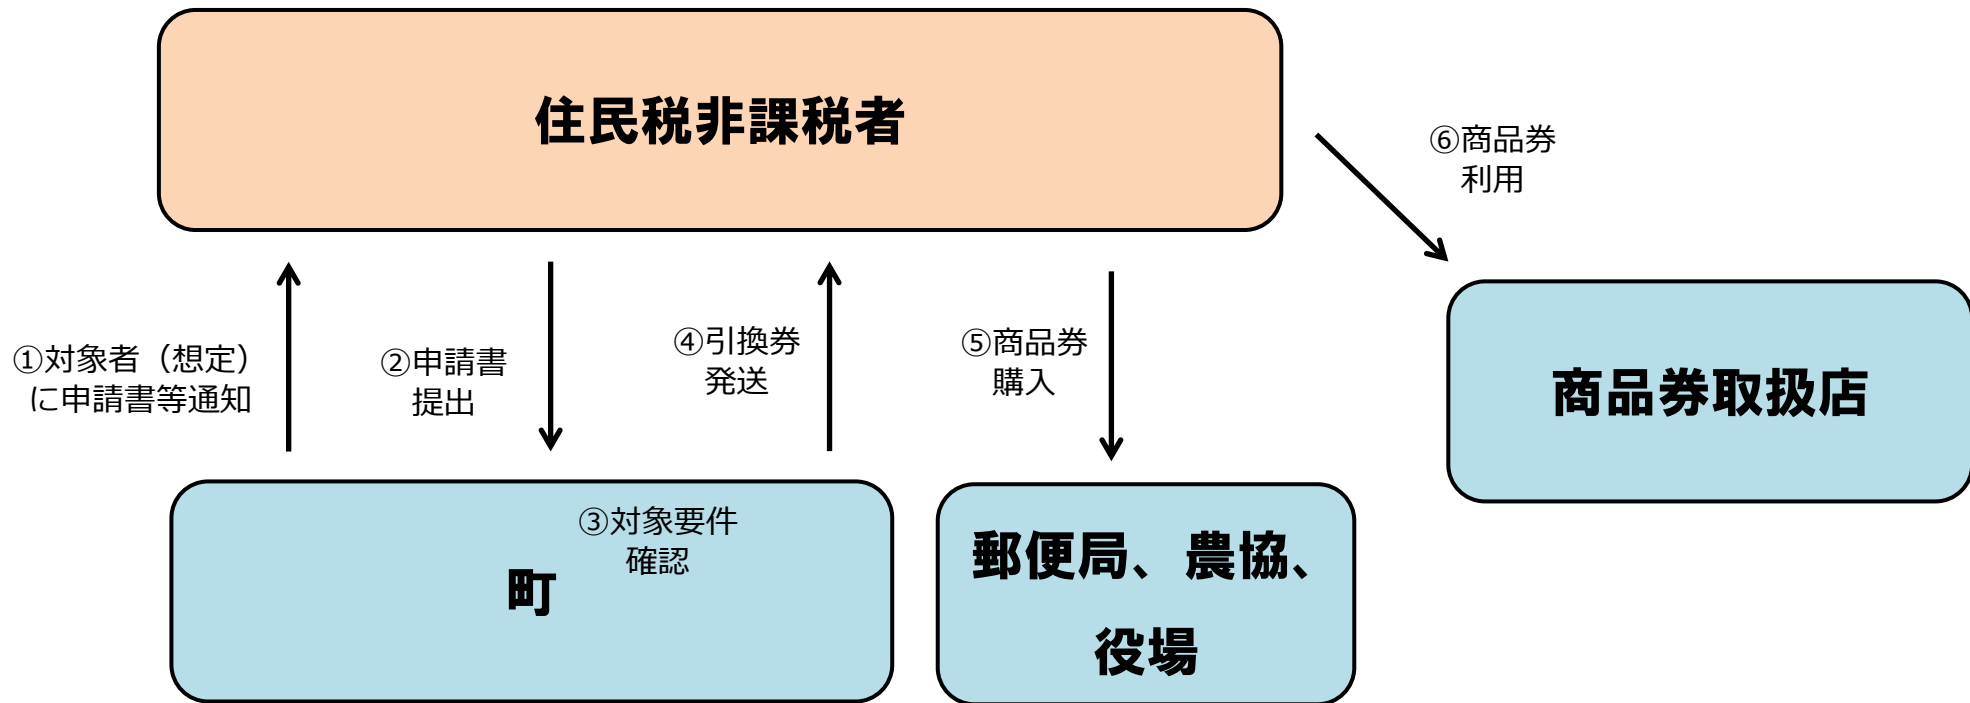 住民税非課税者
⑥商品券
利用
①対象者（想定）
に申請書等通知
②申請書
提出
④引換券
発送
⑤商品券
購入
商品券取扱店
③対象要件
確認
町
郵便局、農協、
役場